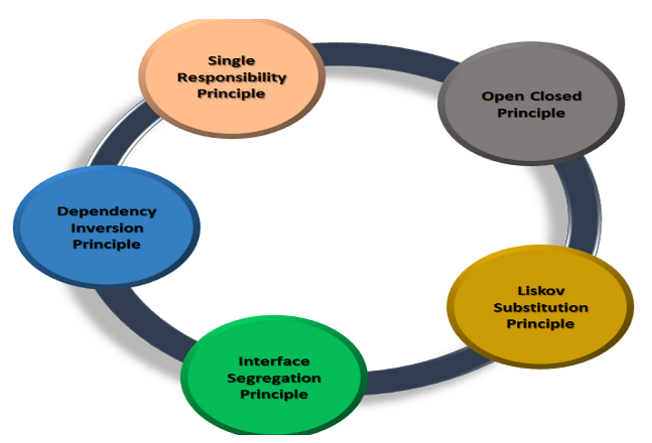 Single
Responsibility
Principle
Open Closed
Principle
Liskov
Substitution
Principle
Interface
Segregation
Principle
Dependency
Inversion
Principle